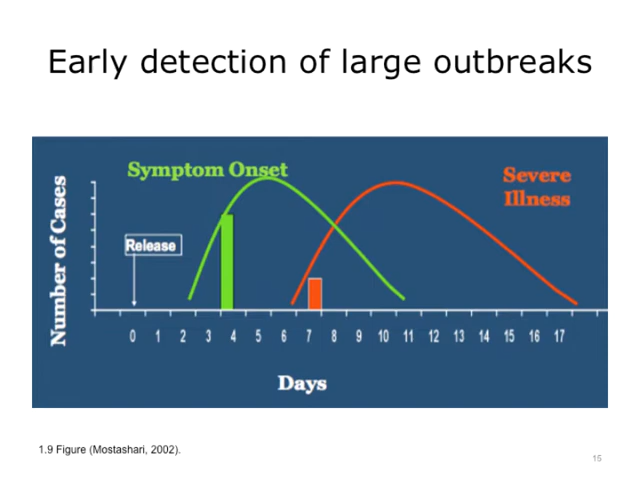 Early detection of large outbreaks
Symptom Onset
Severe
Illness
Release
Number of Cases
0 1 2 3 4 5 6 7 8 9 10 11 12 13 14 15 16 17
Days
1.9 Figure (Mostashari, 2002).
15